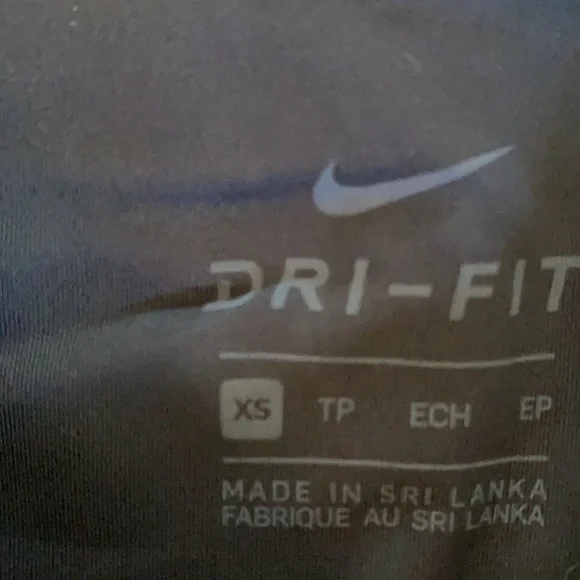 DRI-FIT
XS TP ECH EP
MADE IN SRI LANKA
FABRIQUE AU SRI LANKA